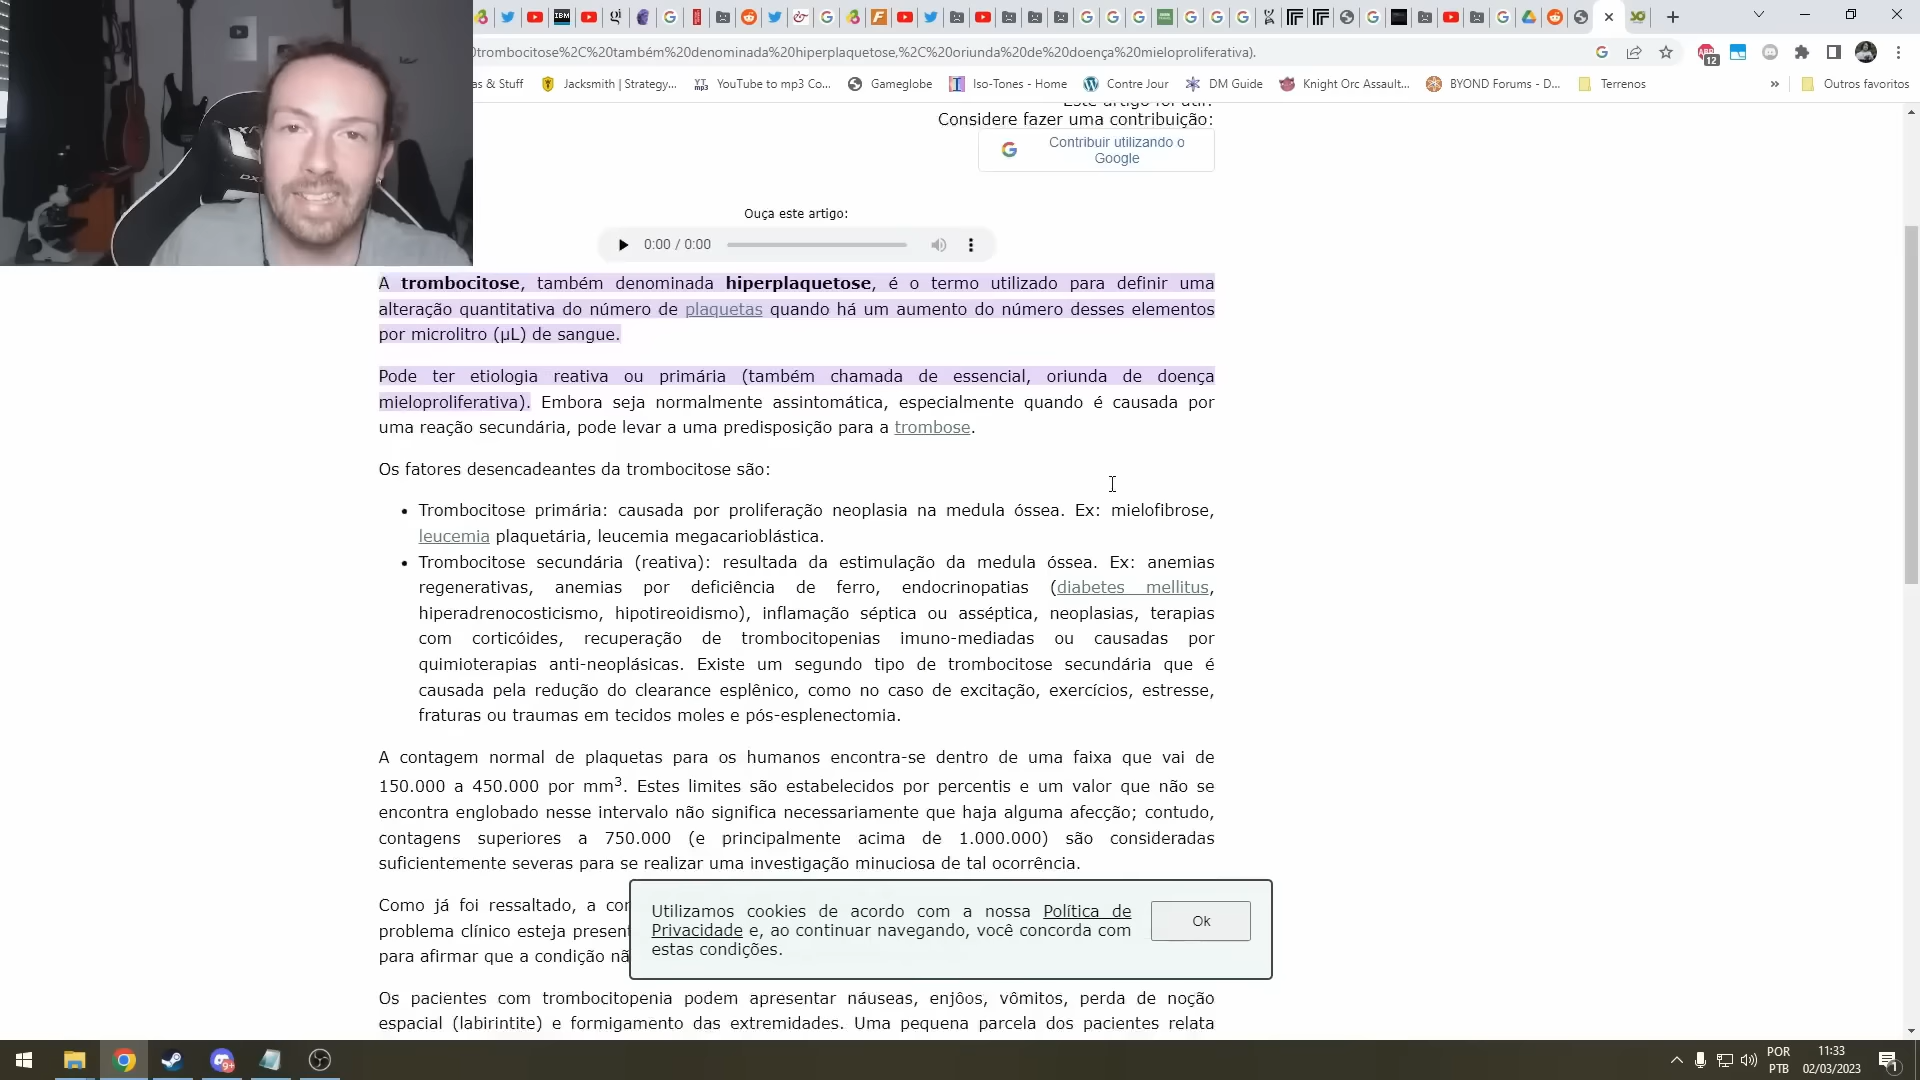 trombocitose%2C%20também%20denominada%20hiperplaquetose,%2C%20oriunda%20de%20doença%20mieloproliferativa).
12
as & Stuff
Jacksmith | Strategy...
YouTube to mp3 Co...
Gameglobe
Iso-Tones - Home
Contre Jour
DM Guide
Knight Orc Assault...
BYOND Forums - D...
Terrenos
»
Outros favoritos
Este artigo foi útil?
Considere fazer uma contribuição:
Contribuir utilizando o
Google
Ouça este artigo:
0:00 / 0:00
A trombocitose, também denominada hiperplaquetose, é o termo utilizado para definir uma
alteração quantitativa do número de plaquetas quando há um aumento do número desses elementos
por microlitro (µL) de sangue.
Pode ter etiologia reativa ou primária (também chamada de essencial, oriunda de doença
mieloproliferativa). Embora seja normalmente assintomática, especialmente quando é causada por
uma reação secundária, pode levar a uma predisposição para a trombose.
Os fatores desencadeantes da trombocitose são:
• Trombocitose primária: causada por proliferação neoplasia na medula óssea. Ex: mielofibrose,
leucemia plaquetária, leucemia megacarioblástica.
• Trombocitose secundária (reativa): resultada da estimulação da medula óssea. Ex: anemias
regenerativas, anemias por deficiência de ferro, endocrinopatias (diabetes mellitus,
hiperadrenocosticismo, hipotireoidismo), inflamação séptica ou asséptica, neoplasias, terapias
com corticóides, recuperação de trombocitopenias imuno-mediadas ou causadas por
quimioterapias anti-neoplásicas. Existe um segundo tipo de trombocitose secundária que é
causada pela redução do clearance esplênico, como no caso de excitação, exercícios, estresse,
fraturas ou traumas em tecidos moles e pós-esplenectomia.
A contagem normal de plaquetas para os humanos encontra-se dentro de uma faixa que vai de
150.000 a 450.000 por mm³. Estes limites são estabelecidos por percentis e um valor que não se
encontra englobado nesse intervalo não significa necessariamente que haja alguma afecção; contudo,
contagens superiores a 750.000 (e principalmente acima de 1.000.000) são consideradas
suficientemente severas para se realizar uma investigação minuciosa de tal ocorrência.
Como já foi ressaltado, a cor
problema clínico esteja present
para afirmar que a condição nã
Utilizamos cookies de acordo com a nossa Política de
Privacidade e, ao continuar navegando, você concorda com
estas condições.
Ok
Os pacientes com trombocitopenia podem apresentar náuseas, enjôos, vômitos, perda de noção
espacial (labirintite) e formigamento das extremidades. Uma pequena parcela dos pacientes relata
POR
PTB
11:33
02/03/2023